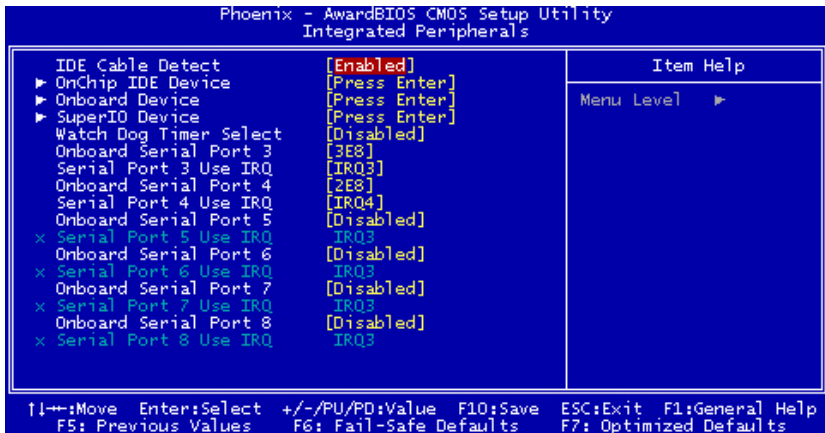 Phoenix - AwardBIOS CMOS Setup Utility
Integrated Peripherals
IDE Cable Detect [Enabled]
► OnChip IDE Device [Press Enter]
► Onboard Device [Press Enter]
► SuperIO Device [Press Enter]
Watch Dog Timer Select [Disabled]
Onboard Serial Port 3 [3E8]
Serial Port 3 Use IRQ [IRQ3]
Onboard Serial Port 4 [2E8]
Serial Port 4 Use IRQ [IRQ4]
Onboard Serial Port 5 [Disabled]
x Serial Port 5 Use IRQ IRQ3
Onboard Serial Port 6 [Disabled]
x Serial Port 6 Use IRQ IRQ3
Onboard Serial Port 7 [Disabled]
x Serial Port 7 Use IRQ IRQ3
Onboard Serial Port 8 [Disabled]
x Serial Port 8 Use IRQ IRQ3
Item Help
Menu Level ►
↑↓→←:Move Enter:Select +/-/PU/PD:Value F10:Save ESC:Exit F1:General Help
F5: Previous Values F6: Fail-Safe Defaults F7: Optimized Defaults